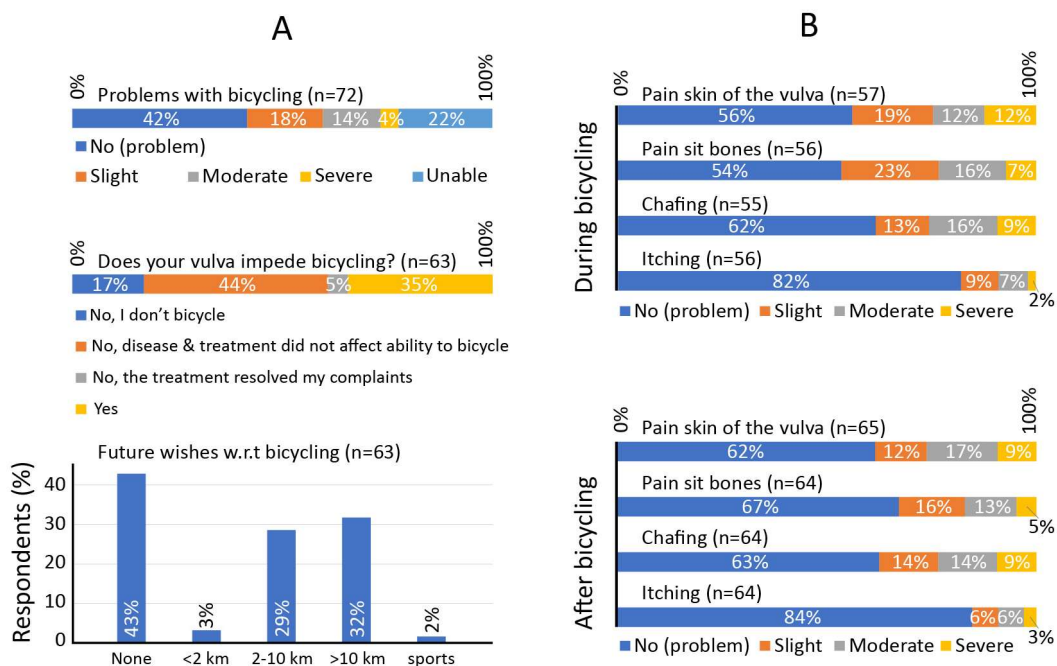 A
0% 100%
Problems with bicycling (n=72)
42% 18% 14% 4% 22%
No (problem)
Slight Moderate Severe Unable
0% 100%
Does your vulva impede bicycling? (n=63)
17% 44% 5% 35%
No, I don't bicycle
No, disease & treatment did not affect ability to bicycle
No, the treatment resolved my complaints
Yes
Future wishes w.r.t bicycling (n=63)
Respondents (%)
40
30
20
10
0
43% 3% 29% 32% 2%
None <2 km 2-10 km >10 km sports
B
During bicycling
0% 100%
Pain skin of the vulva (n=57)
56% 19% 12% 12%
Pain sit bones (n=56)
54% 23% 16% 7%
Chafing (n=55)
62% 13% 16% 9%
Itching (n=56)
82% 9% 7% 2%
No (problem) Slight Moderate Severe
After bicycling
0% 100%
Pain skin of the vulva (n=65)
62% 12% 17% 9%
Pain sit bones (n=64)
67% 16% 13% 5%
Chafing (n=64)
63% 14% 14% 9%
Itching (n=64)
84% 6% 6% 3%
No (problem) Slight Moderate Severe